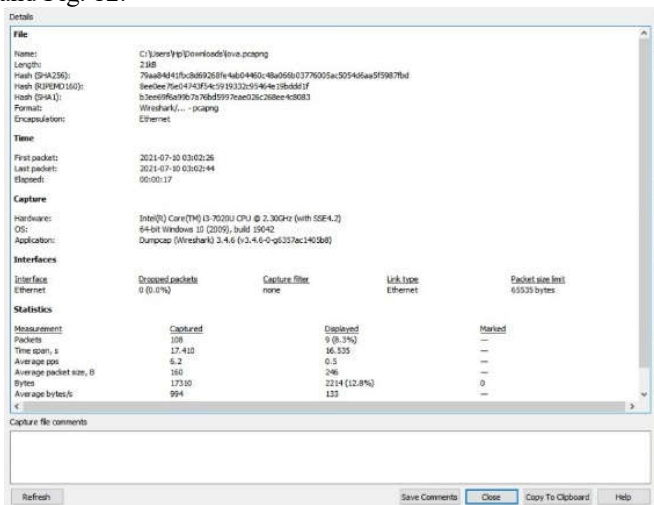 and Fig. 12.
Details
File
Name: C:\Users\Hp\Downloads\lova.pcapng
Length: 21kB
Hash (SHA256): 79aa84d41fbc8d69268fe4ab04460c48a066b03776005ac5054d6aa5f5987fbd
Hash (RIPEMD160): 8ee0ee76e04743f54c5919332c95464e19bddd1f
Hash (SHA1): b3ee69f6a99b7a76bd5997eae026c268ee4c8083
Format: Wireshark/... - pcapng
Encapsulation: Ethernet
Time
First packet: 2021-07-10 03:02:26
Last packet: 2021-07-10 03:02:44
Elapsed: 00:00:17
Capture
Hardware: Intel(R) Core(TM) i3-7020U CPU @ 2.30GHz (with SSE4.2)
OS: 64-bit Windows 10 (2009), build 19042
Application: Dumpcap (Wireshark) 3.4.6 (v3.4.6-0-g6357ac1405b8)
Interfaces
Interface Dropped packets Capture filter Link type Packet size limit
Ethernet 0 (0.0%) none Ethernet 65535 bytes
Statistics
Measurement Captured Displayed Marked
Packets 108 9 (8.3%) —
Time span, s 17.410 16.535 —
Average pps 6.2 0.5 —
Average packet size, B 160 246 —
Bytes 17310 2214 (12.8%) 0
Average bytes/s 994 133 —
Capture file comments
Refresh Save Comments Close Copy To Clipboard Help